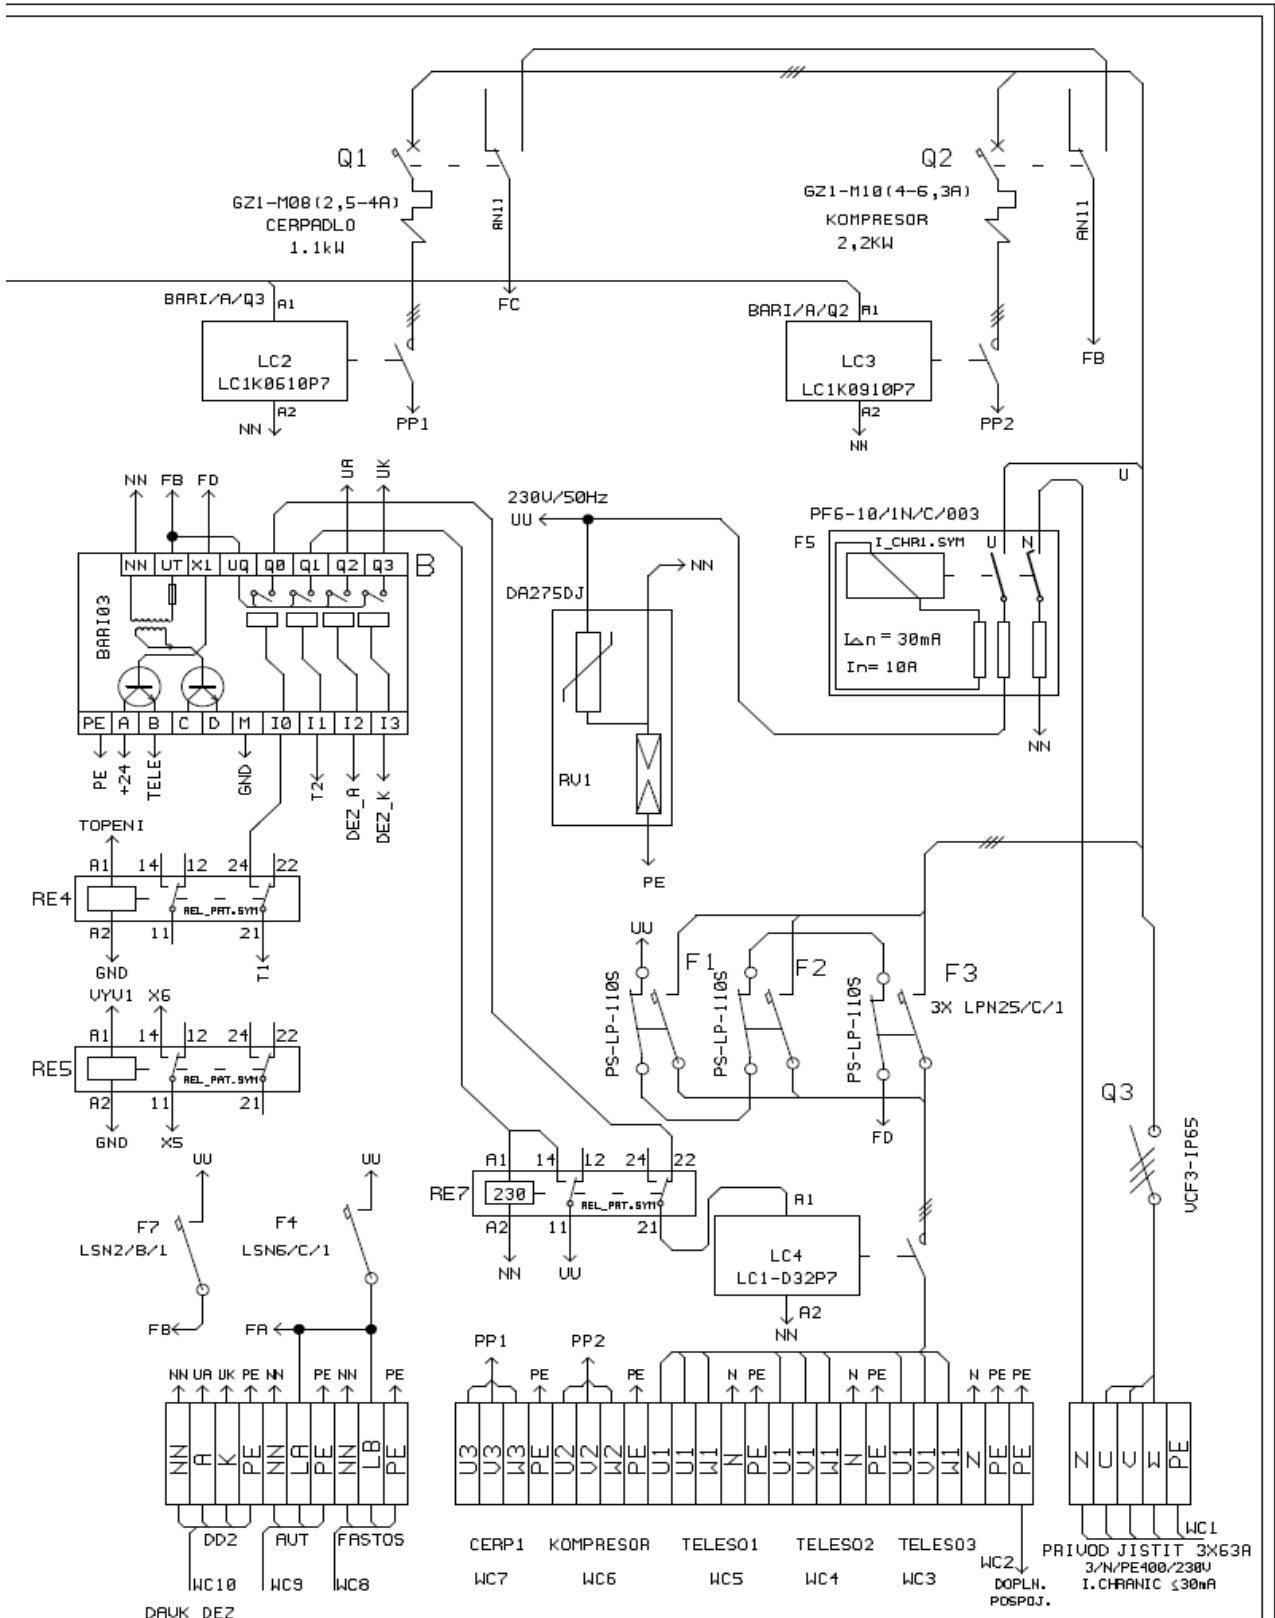 Q1
Q2
GZ1-M08(2,5-4A)
CERPADLO
1.1kW
AN11
GZ1-M10(4-6,3A)
KOMPRESOR
2,2KW
AN11
BARI/A/Q3 A1
FC
BARI/A/Q2 A1
LC2
LC1K0610P7
LC3
LC1K0910P7
FB
A2
NN
PP1
A2
NN
PP2
NN FB FD UA UK
230V/50Hz
UU
U
PF6-10/1N/C/003
F5 I_CHR1.SYM U N
NN UT X1 UQ Q0 Q1 Q2 Q3 B
NN
DA275DJ
BARI03
I△n = 30mA
In= 10A
PE A B C D M I0 I1 I2 I3
NN
PE +24 TELE GND T2 DEZ_A DEZ_K
RV1
TOPENI
A1 14 12 24 22
PE
RE4
REL_PAT.SYM
A2 11 21
GND T1
UU
F1 F2 F3
PS-LP-110S PS-LP-110S PS-LP-110S
3X LPN25/C/1
VYV1 X6
A1 14 12 24 22
RE5
REL_PAT.SYM
A2 11 21
GND X5
Q3
VCF3-IP65
FD
UU UU
A1 14 12 24 22
RE7 230
REL_PAT.SYM
A1
A2 11 21
F7
LSN2/B/1
F4
LSN6/C/1
LC4
LC1-D32P7
NN UU
A2
NN
FB FA
PP1 PP2
NN UA UK PE NN PE NN PE
PE PE N PE N PE N PE PE
NN A K PE NN LA PE NN LB PE
U3 V3 W3 PE U2 V2 W2 PE U1 U1 W1 N PE U1 V1 W1 N PE U1 V1 W1 N PE PE
N U V W PE
DD2 AUT FASTOS
CERP1 KOMPRESOR TELESO1 TELESO2 TELESO3
WC1
PRIVOD JISTIT 3X63A
3/N/PE400/230V
I.CHRANIC ≤30mA
WC10 WC9 WC8
WC7 WC6 WC5 WC4 WC3 WC2
DOPLN.
POSPOJ.
DAVK DEZ